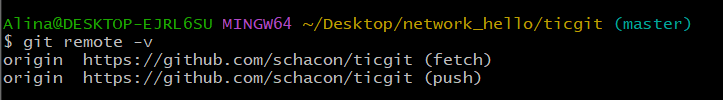 Alina@DESKTOP-EJRL6SU MINGW64 ~/Desktop/network_hello/ticgit (master)
$ git remote -v
origin  https://github.com/schacon/ticgit (fetch)
origin  https://github.com/schacon/ticgit (push)